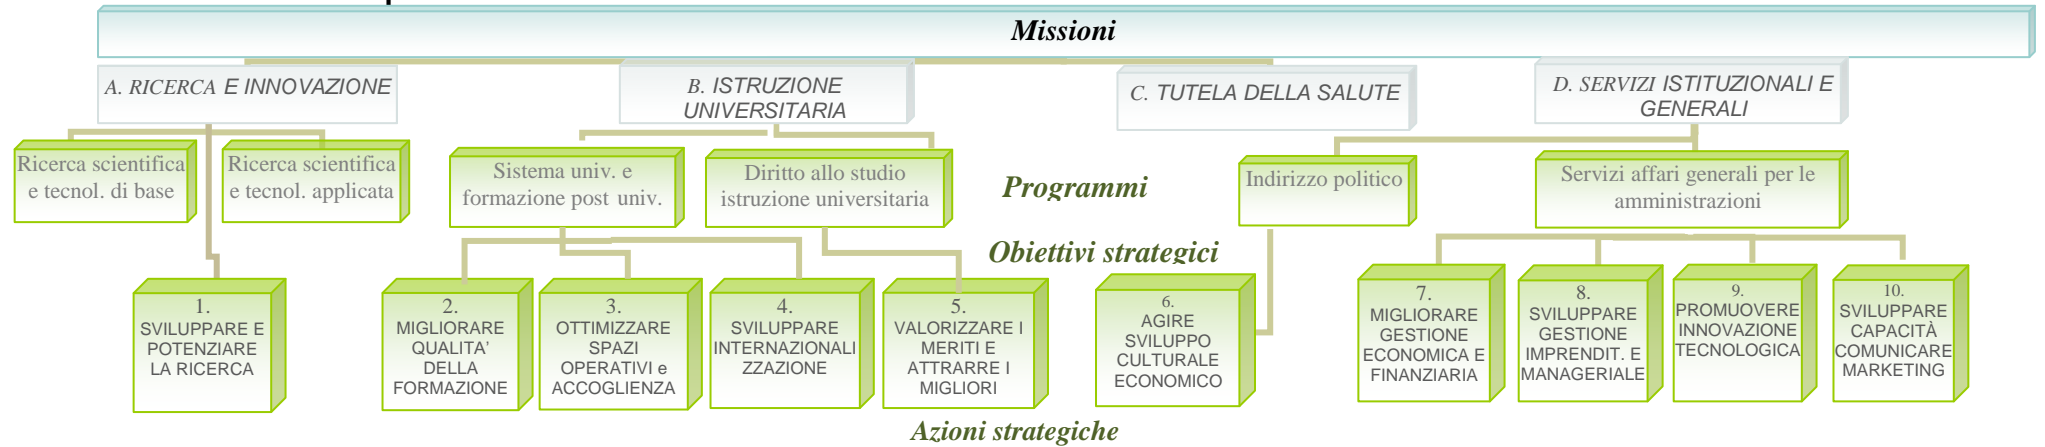 Missioni
A. RICERCA E INNOVAZIONE
B. ISTRUZIONE
UNIVERSITARIA
C. TUTELA DELLA SALUTE
D. SERVIZI ISTITUZIONALI E
GENERALI
Ricerca scientifica
e tecnol. di base
Ricerca scientifica
e tecnol. applicata
Sistema univ. e
formazione post univ.
Diritto allo studio
istruzione universitaria
Programmi
Indirizzo politico
Servizi affari generali per le
amministrazioni
Obiettivi strategici
1.
SVILUPPARE E
POTENZIARE
LA RICERCA
2.
MIGLIORARE
QUALITA'
DELLA
FORMAZIONE
3.
OTTIMIZZARE
SPAZI
OPERATIVI e
ACCOGLIENZA
4.
SVILUPPARE
INTERNAZIONALI
ZZAZIONE
5.
VALORIZZARE I
MERITI E
ATTRARRE I
MIGLIORI
6.
AGIRE
SVILUPPO
CULTURALE
ECONOMICO
7.
MIGLIORARE
GESTIONE
ECONOMICA E
FINANZIARIA
8.
SVILUPPARE
GESTIONE
IMPRENDIT. E
MANAGERIALE
9.
PROMUOVERE
INNOVAZIONE
TECNOLOGICA
10.
SVILUPPARE
CAPACITÀ
COMUNICARE
MARKETING
Azioni strategiche